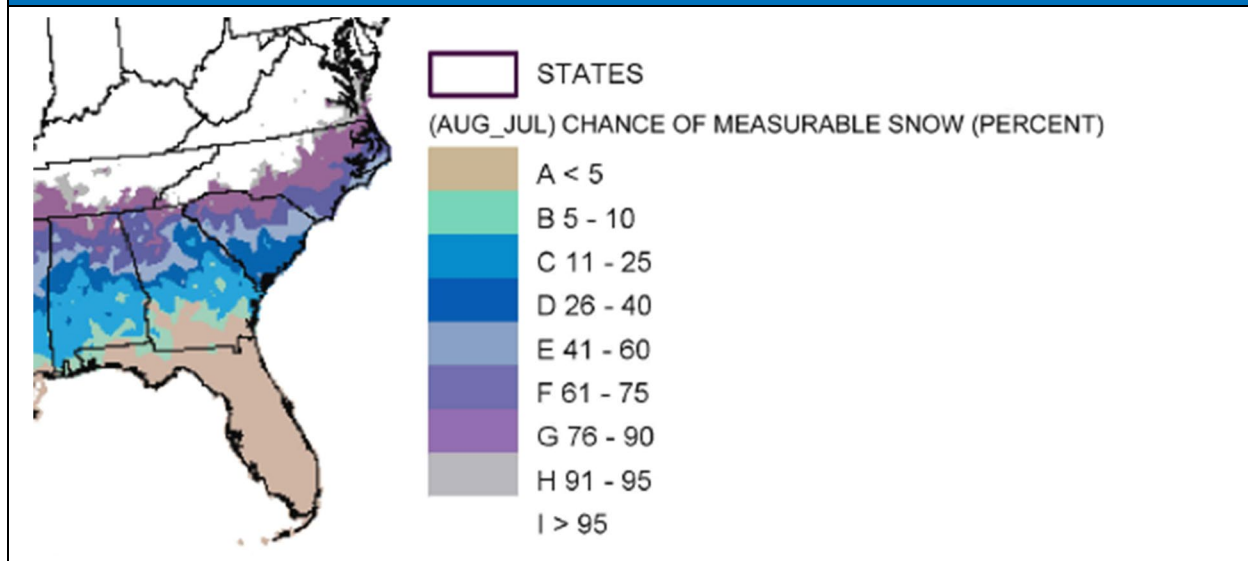 STATES
(AUG_JUL) CHANCE OF MEASURABLE SNOW (PERCENT)
A < 5
B 5 - 10
C 11 - 25
D 26 - 40
E 41 - 60
F 61 - 75
G 76 - 90
H 91 - 95
I > 95